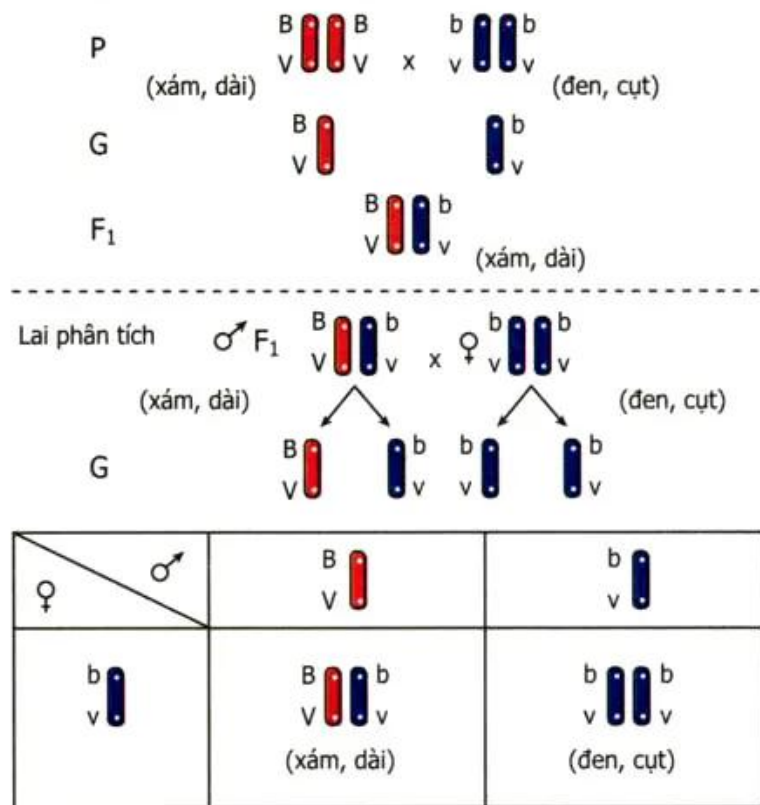 B B b b
P
V V x v v
(xám, dài) (đen, cụt)
B b
G
V v
B b
F₁
V v
(xám, dài)
Lai phân tích ♂ F₁ B b x ♀ b b
V v v v
(xám, dài) (đen, cụt)
B b b b
G
V v v v
♂ B b
♀ V v
b B b b b
v V v v v
(xám, dài) (đen, cụt)